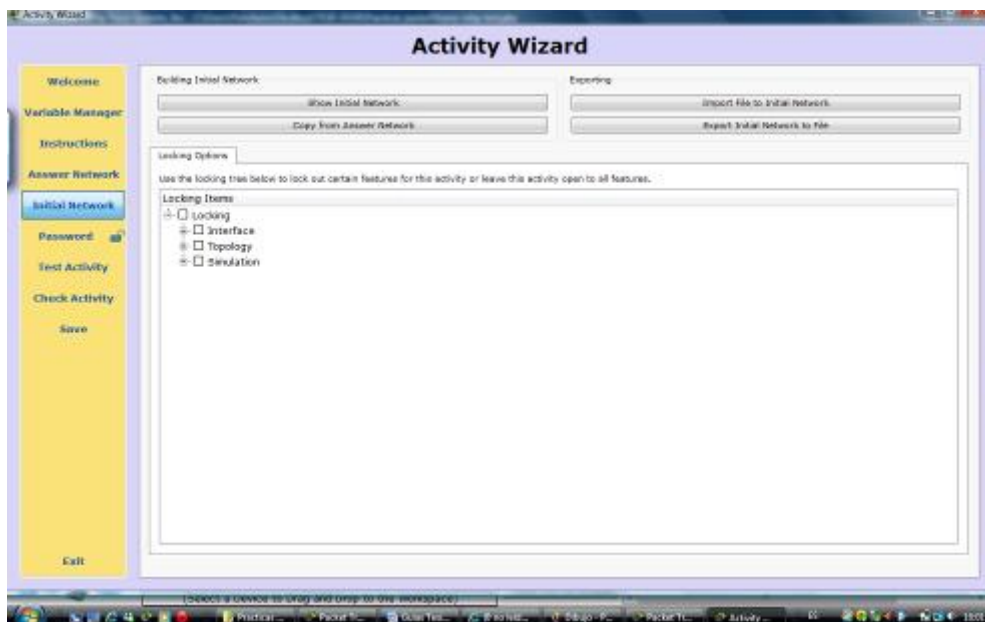 Activity Wizard
Activity Wizard
Welcome
Variable Manager
Instructions
Answer Network
Initial Network
Password
Test Activity
Check Activity
Save
Exit
Building Initial Network
Show Initial Network
Copy from Answer Network
Exporting
Import File to Initial Network
Export Initial Network to File
Locking Options
Use the locking tree below to lock out certain features for this activity or leave this activity open to all features.
Locking Items
Locking
Interface
Topology
Simulation
(Select a Device to Drag and Drop to the Workspace)